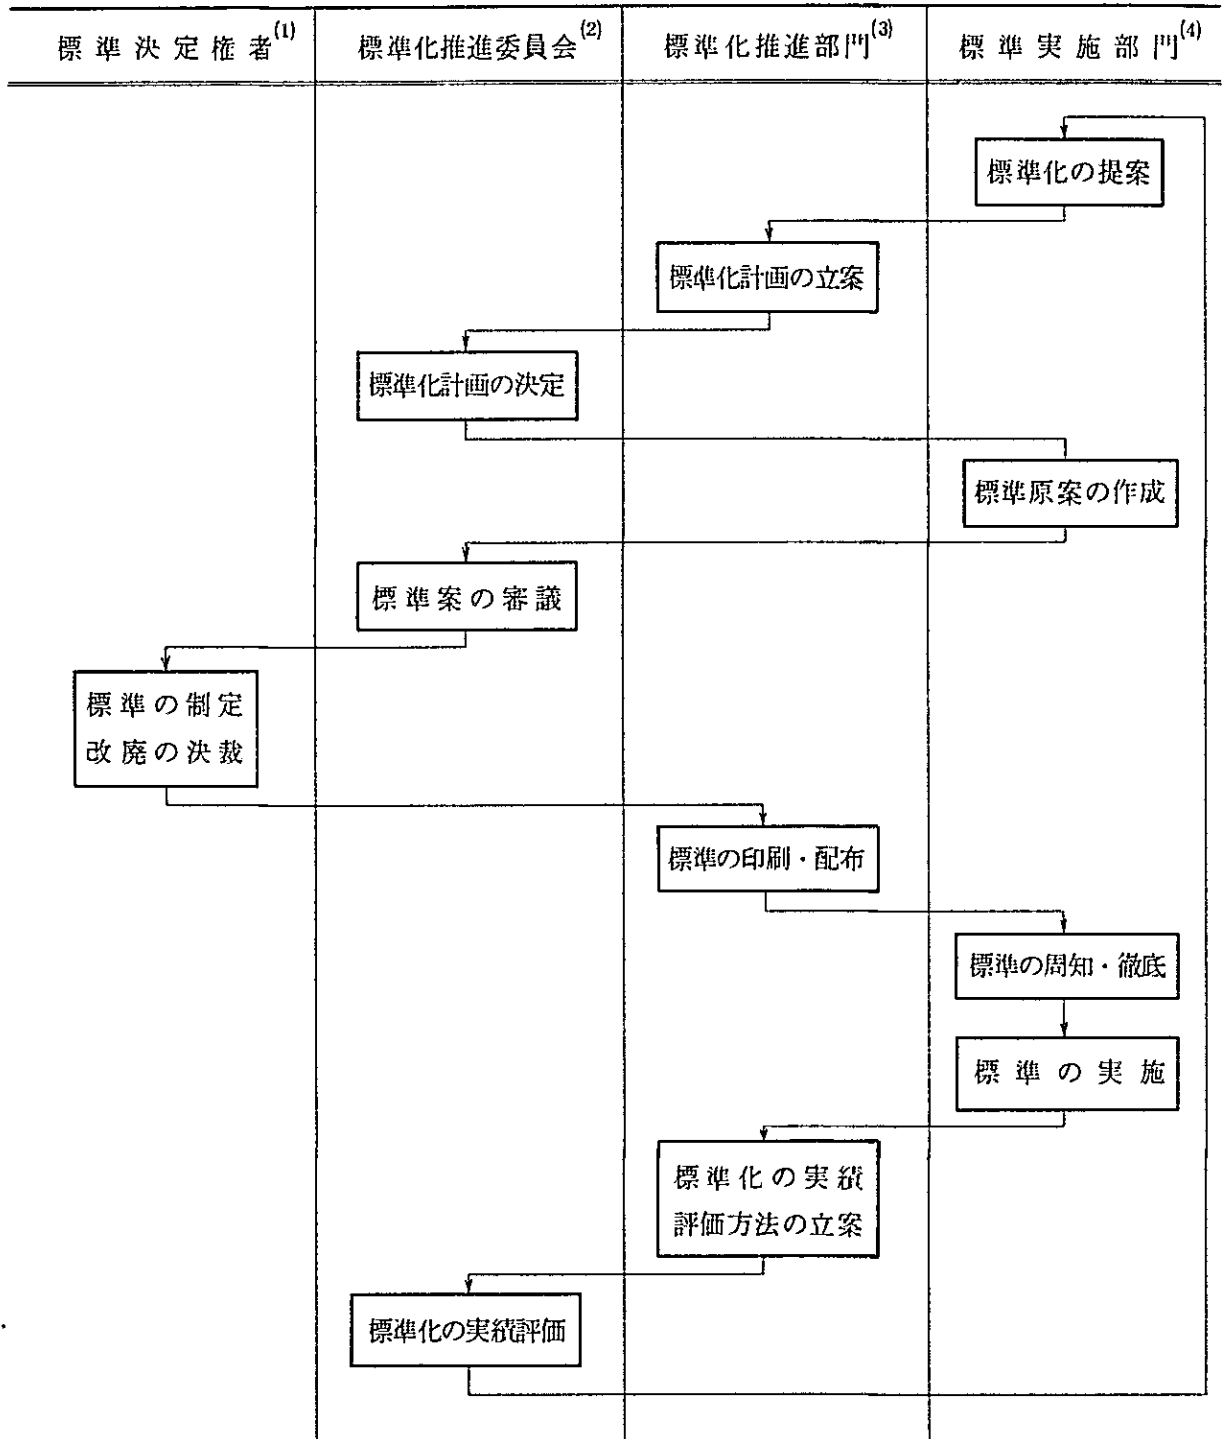 標準決定権者(1)
標準化推進委員会(2)
標準化推進部門(3)
標準実施部門(4)
標準化の提案
標準化計画の立案
標準化計画の決定
標準原案の作成
標準案の審議
標準の制定
改廃の決裁
標準の印刷・配布
標準の周知・徹底
標準の実施
標準化の実績
評価方法の立案
標準化の実績評価